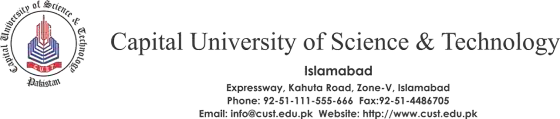 Capital University of Science & Technology
CUST
Pakistan
Capital University of Science & Technology
Islamabad
Expressway, Kahuta Road, Zone-V, Islamabad
Phone: 92-51-111-555-666 Fax:92-51-4486705
Email: info@cust.edu.pk Website: http://www.cust.edu.pk